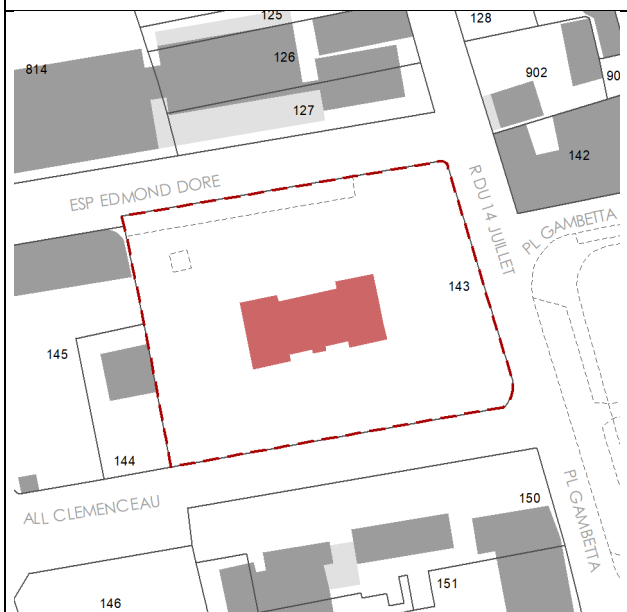 125
128
814
126
902
90
127
142
ESP EDMOND DORE
R DU 14 JUILLET
PL GAMBETTA
143
145
144
ALL CLEMENCEAU
150
PL GAMBETTA
151
146